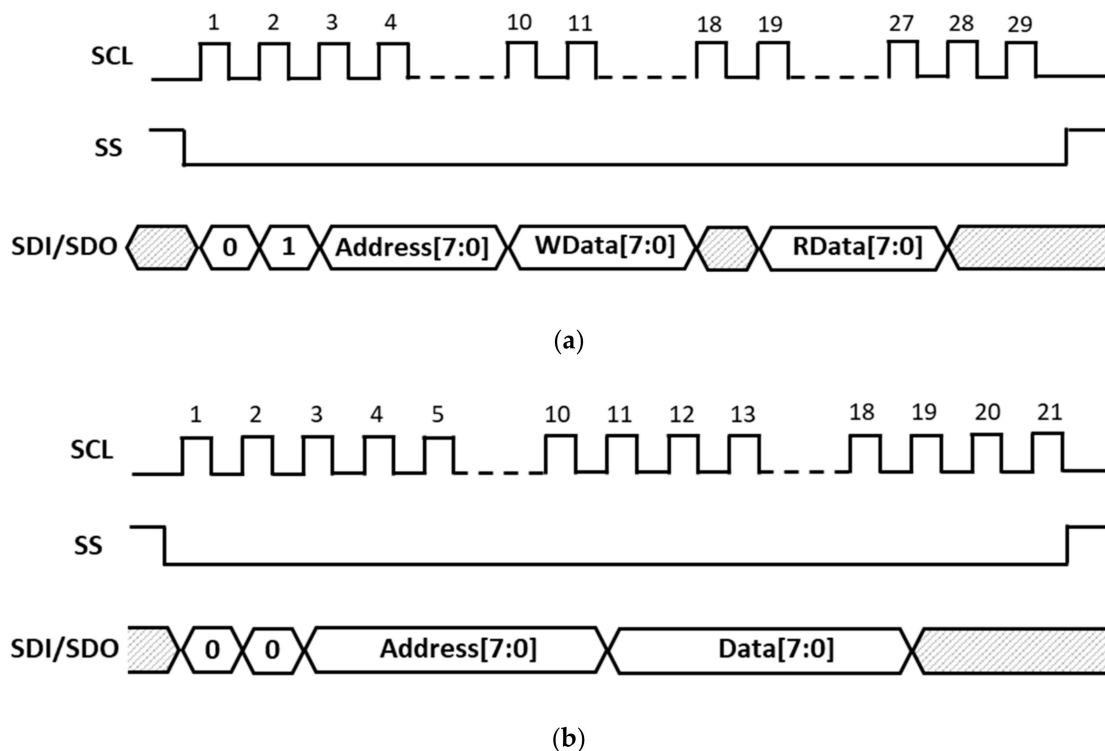 1 2 3 4 10 11 18 19 27 28 29
SCL
SS
SDI/SDO 0 1 Address[7:0] WData[7:0] RData[7:0]
(a)
1 2 3 4 5 10 11 12 13 18 19 20 21
SCL
SS
SDI/SDO 0 0 Address[7:0] Data[7:0]
(b)